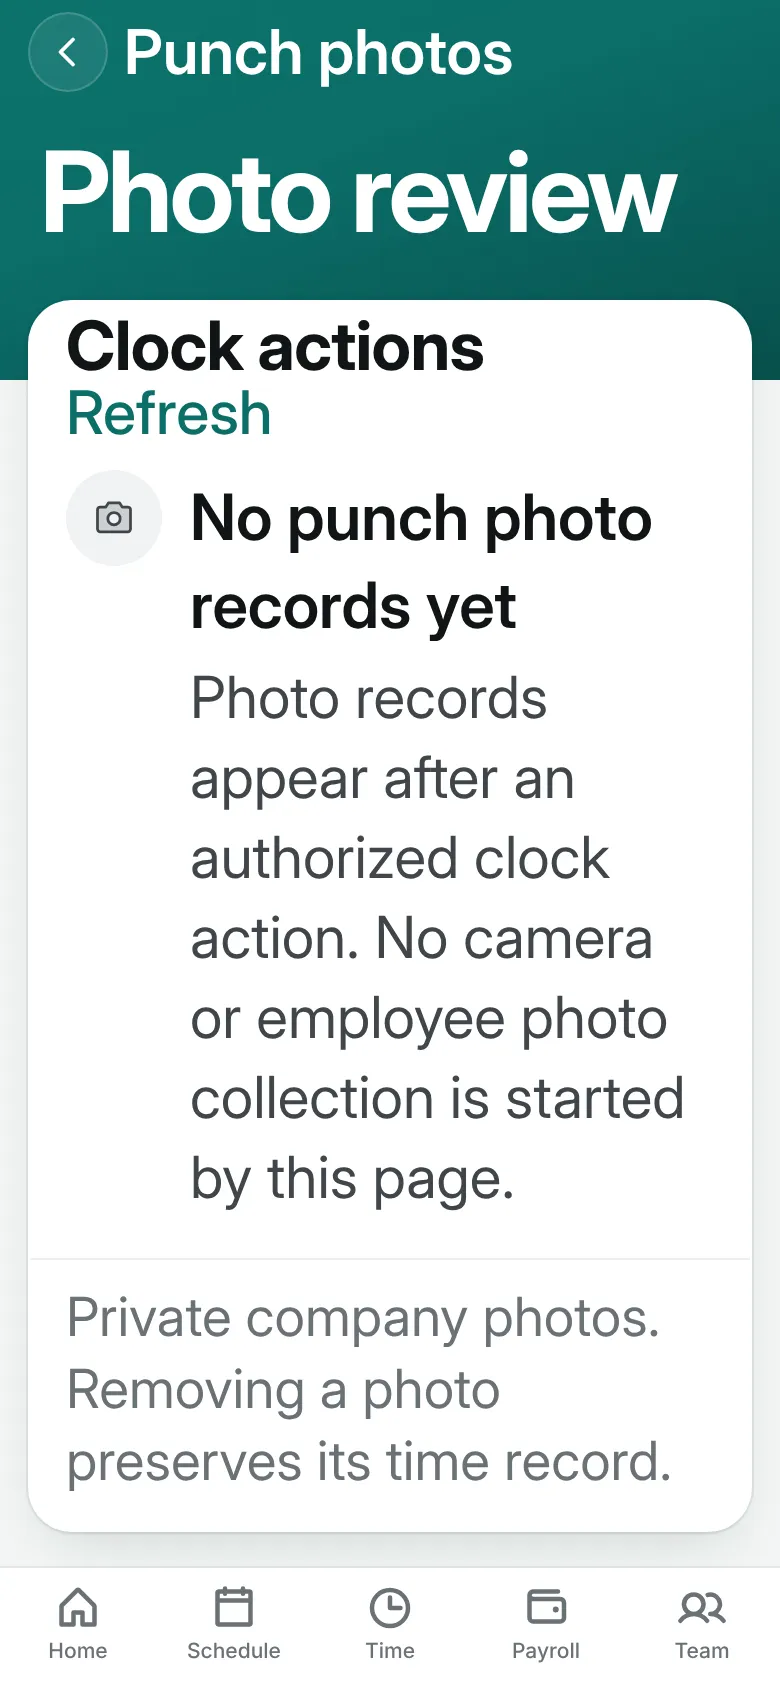 Punch photos
Photo review
Clock actions
Refresh
No punch photo
records yet
Photo records
appear after an
authorized clock
action. No camera
or employee photo
collection is started
by this page.
Private company photos.
Removing a photo
preserves its time record.
Home
Schedule
Time
Payroll
Team